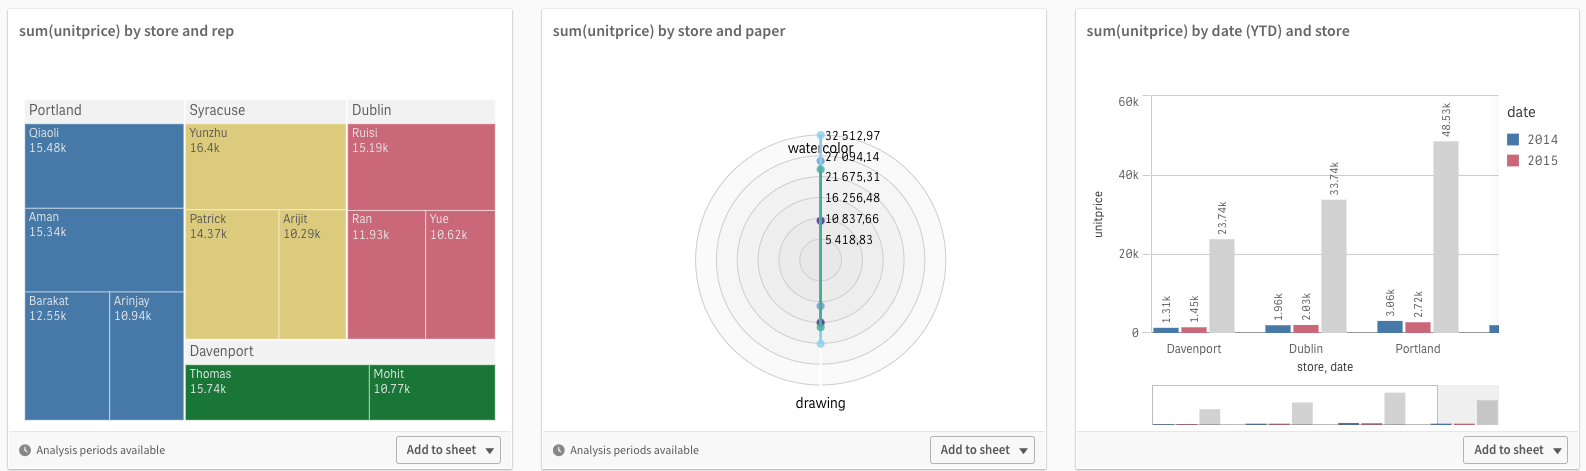 sum(unitprice) by store and rep
Portland
Syracuse
Dublin
Qiaoli
15.48k
Yunzhu
16.4k
Ruisi
15.19k
Aman
15.34k
Patrick
14.37k
Arijit
10.29k
Ran
11.93k
Yue
10.62k
Barakat
12.55k
Arinjay
10.94k
Davenport
Thomas
15.74k
Mohit
10.77k
Analysis periods available
Add to sheet
sum(unitprice) by store and paper
32 512,97
watercolor
27 094,14
21 675,31
16 256,48
10 837,66
5 418,83
drawing
Analysis periods available
Add to sheet
sum(unitprice) by date (YTD) and store
60k
40k
20k
0
unitprice
1.31k
1.45k
23.74k
1.96k
2.03k
33.74k
3.06k
2.72k
48.53k
Davenport
Dublin
Portland
store, date
date
2014
2015
Add to sheet